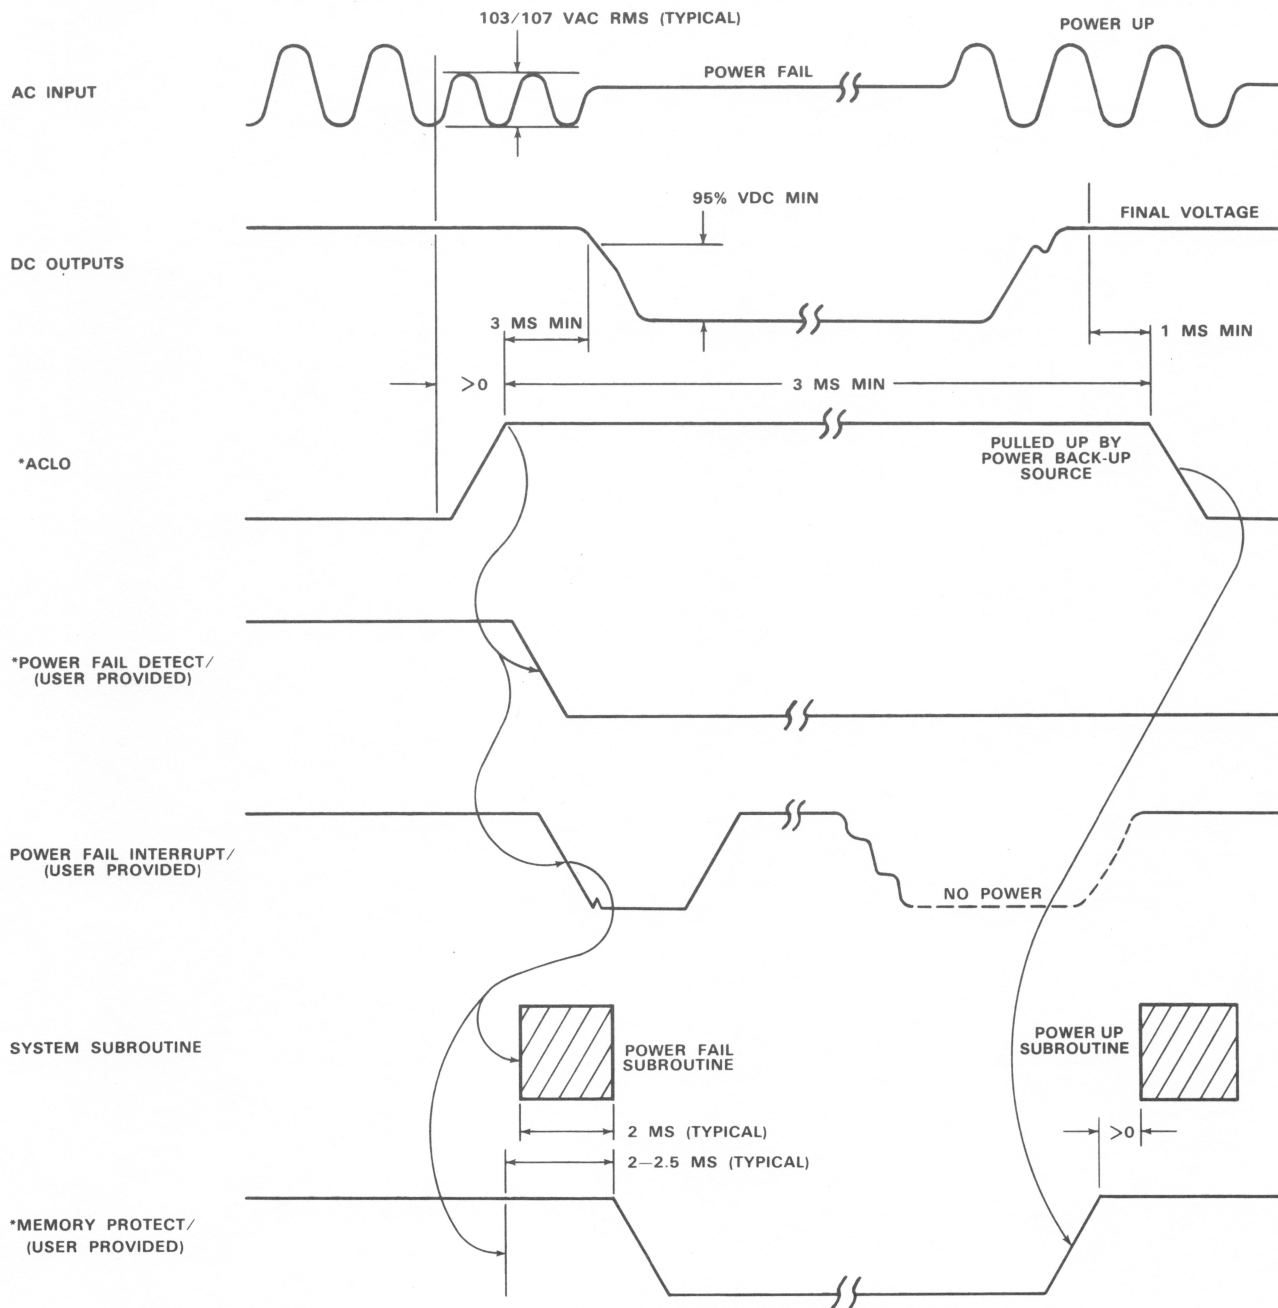 103/107 VAC RMS (TYPICAL)
POWER UP
AC INPUT
POWER FAIL
95% VDC MIN
FINAL VOLTAGE
DC OUTPUTS
3 MS MIN
1 MS MIN
>0
3 MS MIN
*ACLO
PULLED UP BY
POWER BACK-UP
SOURCE
*POWER FAIL DETECT/
(USER PROVIDED)
POWER FAIL INTERRUPT/
(USER PROVIDED)
NO POWER
SYSTEM SUBROUTINE
POWER FAIL
SUBROUTINE
POWER UP
SUBROUTINE
2 MS (TYPICAL)
>0
2–2.5 MS (TYPICAL)
*MEMORY PROTECT/
(USER PROVIDED)